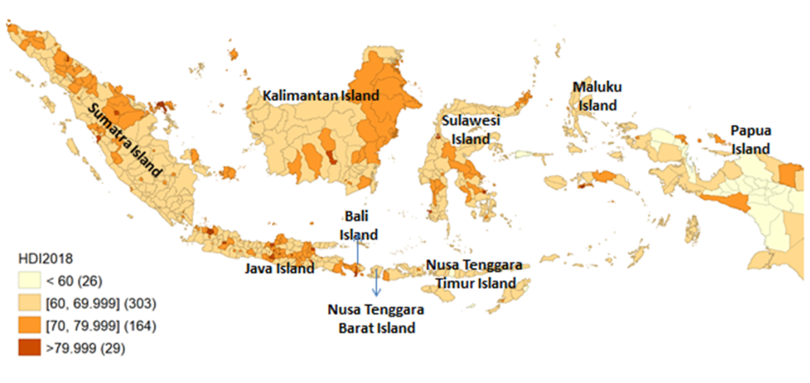 Kalimantan Island
Maluku
Island
Sulawesi
Island
Papua
Island
Sumatra Island
Bali
Island
Java Island
Nusa Tenggara
Timur Island
Nusa Tenggara
Barat Island
HDI2018
< 60 (26)
[60, 69.999] (303)
[70, 79.999] (164)
>79.999 (29)